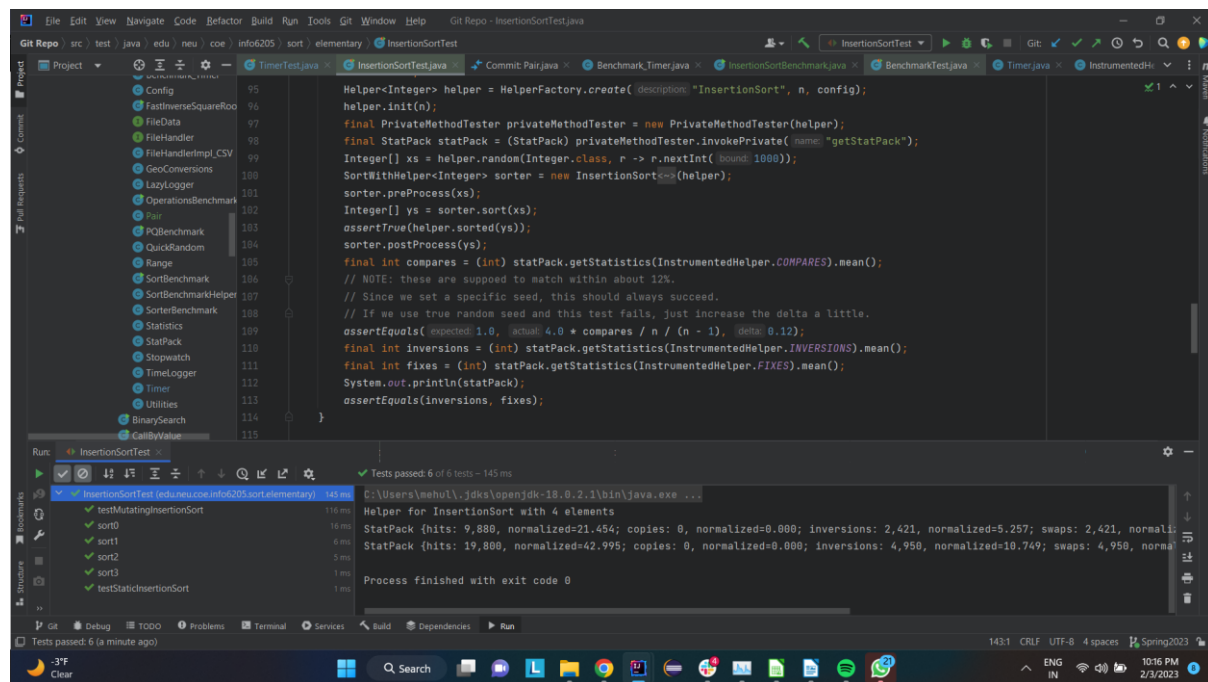 File Edit View Navigate Code Refactor Build Run Tools Git Window Help Git Repo - InsertionSortTest.java
Git Repo src test java edu neu coe info6205 sort elementary InsertionSortTest
InsertionSortTest Git:
Project
TimerTest.java InsertionSortTest.java Commit: Pair.java Benchmark_Timer.java InsertionSortBenchmark.java BenchmarkTest.java Timer.java InstrumentedHe
Project
Commit
Pull Requests
Bookmarks
Structure
Maven
Notifications
Benchmark_Timer
Config
FastInverseSquareRoo
FileData
FileHandler
FileHandlerImpl_CSV
GeoConversions
LazyLogger
OperationsBenchmark
Pair
PQBenchmark
QuickRandom
Range
SortBenchmark
SortBenchmarkHelper
SorterBenchmark
Statistics
StatPack
Stopwatch
TimeLogger
Timer
Utilities
BinarySearch
CallByValue
1
95 Helper<Integer> helper = HelperFactory.create( description: "InsertionSort", n, config);
96 helper.init(n);
97 final PrivateMethodTester privateMethodTester = new PrivateMethodTester(helper);
98 final StatPack statPack = (StatPack) privateMethodTester.invokePrivate( name: "getStatPack");
99 Integer[] xs = helper.random(Integer.class, r -> r.nextInt( bound: 1000));
100 SortWithHelper<Integer> sorter = new InsertionSort<~>(helper);
101 sorter.preProcess(xs);
102 Integer[] ys = sorter.sort(xs);
103 assertTrue(helper.sorted(ys));
104 sorter.postProcess(ys);
105 final int compares = (int) statPack.getStatistics(InstrumentedHelper.COMPARES).mean();
106 // NOTE: these are suppoed to match within about 12%.
107 // Since we set a specific seed, this should always succeed.
108 // If we use true random seed and this test fails, just increase the delta a little.
109 assertEquals( expected: 1.0, actual: 4.0 * compares / n / (n - 1), delta: 0.12);
110 final int inversions = (int) statPack.getStatistics(InstrumentedHelper.INVERSIONS).mean();
111 final int fixes = (int) statPack.getStatistics(InstrumentedHelper.FIXES).mean();
112 System.out.println(statPack);
113 assertEquals(inversions, fixes);
114 }
115
Run: InsertionSortTest
Tests passed: 6 of 6 tests – 145 ms
InsertionSortTest (edu.neu.coe.info6205.sort.elementary) 145 ms
testMutatingInsertionSort 116 ms
sort0 16 ms
sort1 6 ms
sort2 5 ms
sort3 1 ms
testStaticInsertionSort 1 ms
C:\Users\mehul\.jdks\openjdk-18.0.2.1\bin\java.exe ...
Helper for InsertionSort with 4 elements
StatPack {hits: 9,880, normalized=21.454; copies: 0, normalized=0.000; inversions: 2,421, normalized=5.257; swaps: 2,421, normali
StatPack {hits: 19,800, normalized=42.995; copies: 0, normalized=0.000; inversions: 4,950, normalized=10.749; swaps: 4,950, norma
Process finished with exit code 0
Git Debug TODO Problems Terminal Services Build Dependencies Run
Tests passed: 6 (a minute ago) 143:1 CRLF UTF-8 4 spaces Spring2023
-3°F
Clear
Search
4
21
ENG
IN
10:16 PM
2/3/2023
8